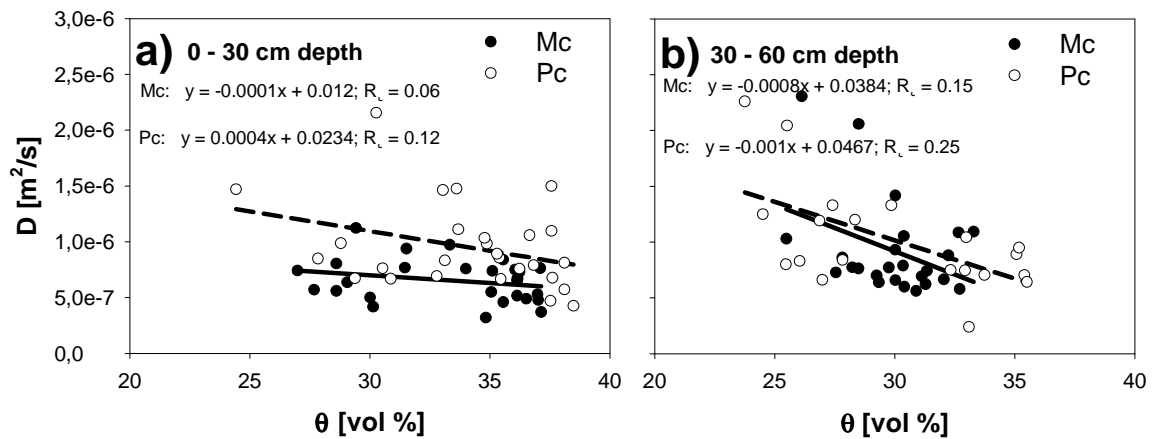 3,0e-6
2,5e-6
2,0e-6
1,5e-6
1,0e-6
5,0e-7
0,0
D [m²/s]
a) 0 - 30 cm depth
Mc
Pc
Mc: y = -0.0001x + 0.012; R = 0.06
Pc: y = 0.0004x + 0.0234; R = 0.12
20 25 30 35 40
θ [vol %]
b) 30 - 60 cm depth
Mc
Pc
Mc: y = -0.0008x + 0.0384; R = 0.15
Pc: y = -0.001x + 0.0467; R = 0.25
20 25 30 35 40
θ [vol %]